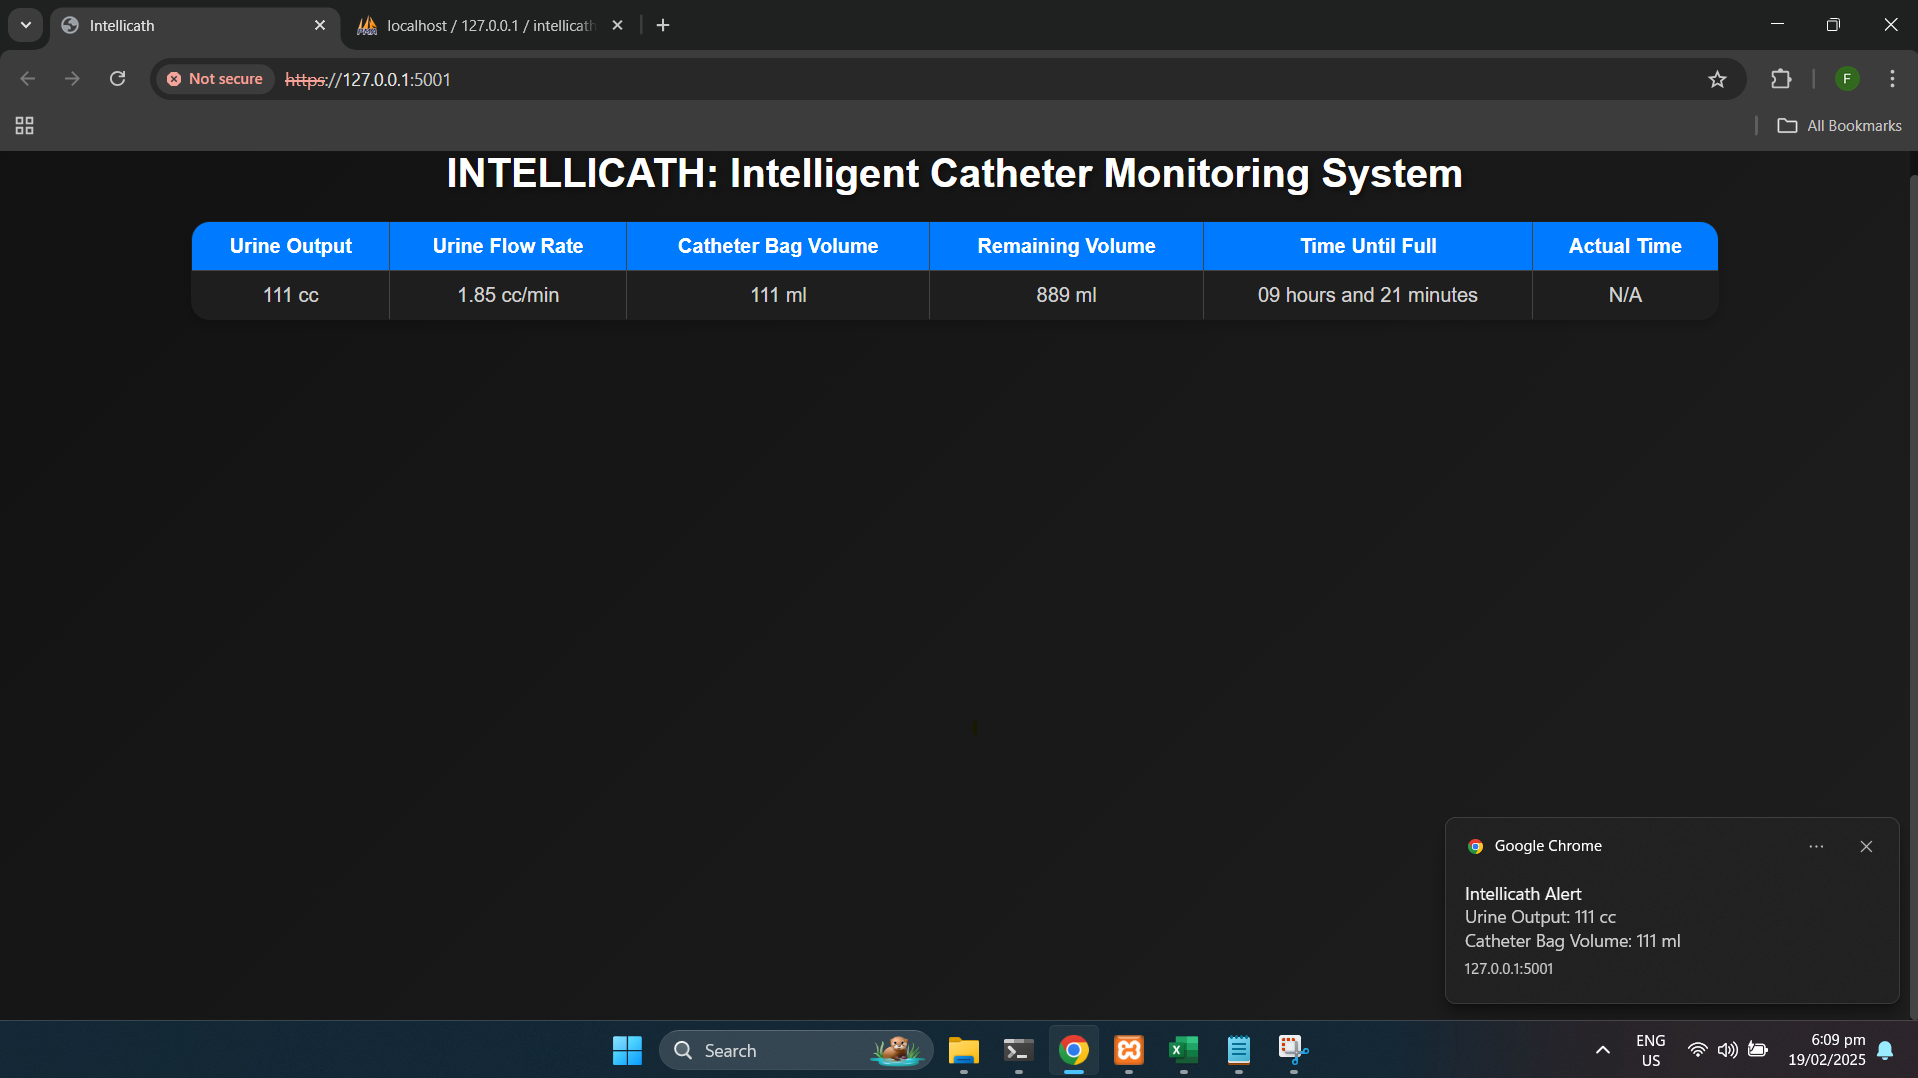 Intellicath
localhost / 127.0.0.1 / intellicath
Not secure
https://127.0.0.1:5001
F
All Bookmarks
INTELLICATH: Intelligent Catheter Monitoring System
Urine Output Urine Flow Rate Catheter Bag Volume Remaining Volume Time Until Full Actual Time
111 cc 1.85 cc/min 111 ml 889 ml 09 hours and 21 minutes N/A
Google Chrome
Intellicath Alert
Urine Output: 111 cc
Catheter Bag Volume: 111 ml
127.0.0.1:5001
Search
ENG
US
6:09 pm
19/02/2025